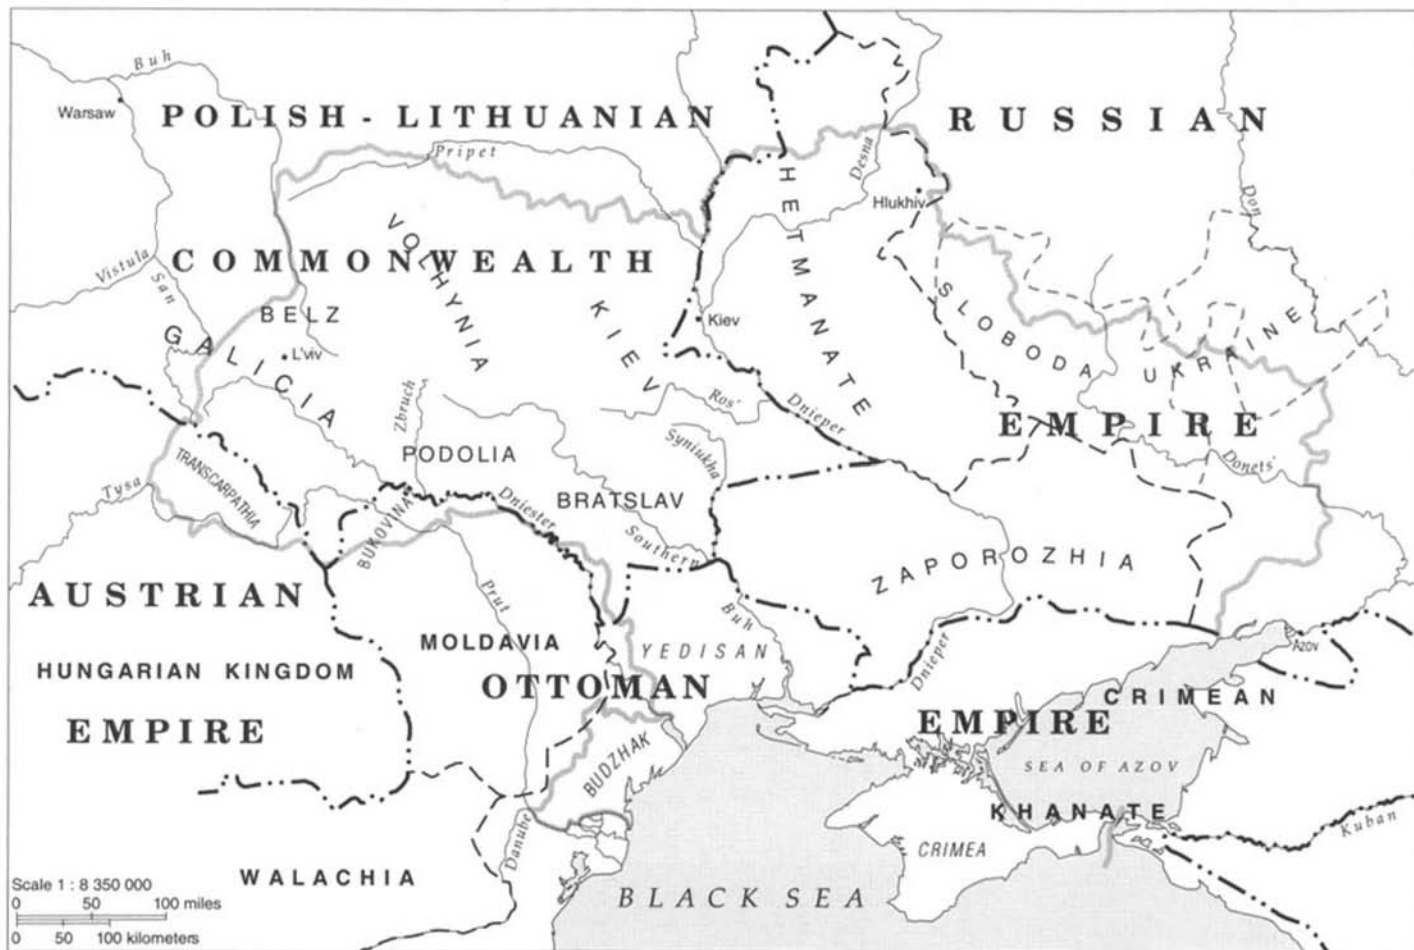 Buh
Warsaw
POLISH - LITHUANIAN
RUSSIAN
Pripet
Desna
HETMANATE
Hlukhiv
Don
VOLHYNIA
COMMONWEALTH
Vistula
San
BELZ
KIEV
Kiev
SLOBODA UKRAINE
GALICIA
L'viv
Zbruch
Ros'
Dnieper
EMPIRE
Syniukha
PODOLIA
TRANSCARPATHIA
Tysa
Donets'
BUKOVINA
Dniester
BRATSLAV
Southern
Buh
ZAPOROZHIA
AUSTRIAN
Prut
MOLDAVIA
YEDISAN
Dnieper
Azov
HUNGARIAN KINGDOM
OTTOMAN
CRIMEAN
EMPIRE
EMPIRE
BUDZHAK
SEA OF AZOV
KHANATE
Danube
Kuban
CRIMEA
WALACHIA
BLACK SEA
Scale 1 : 8 350 000
0 50 100 miles
0 50 100 kilometers